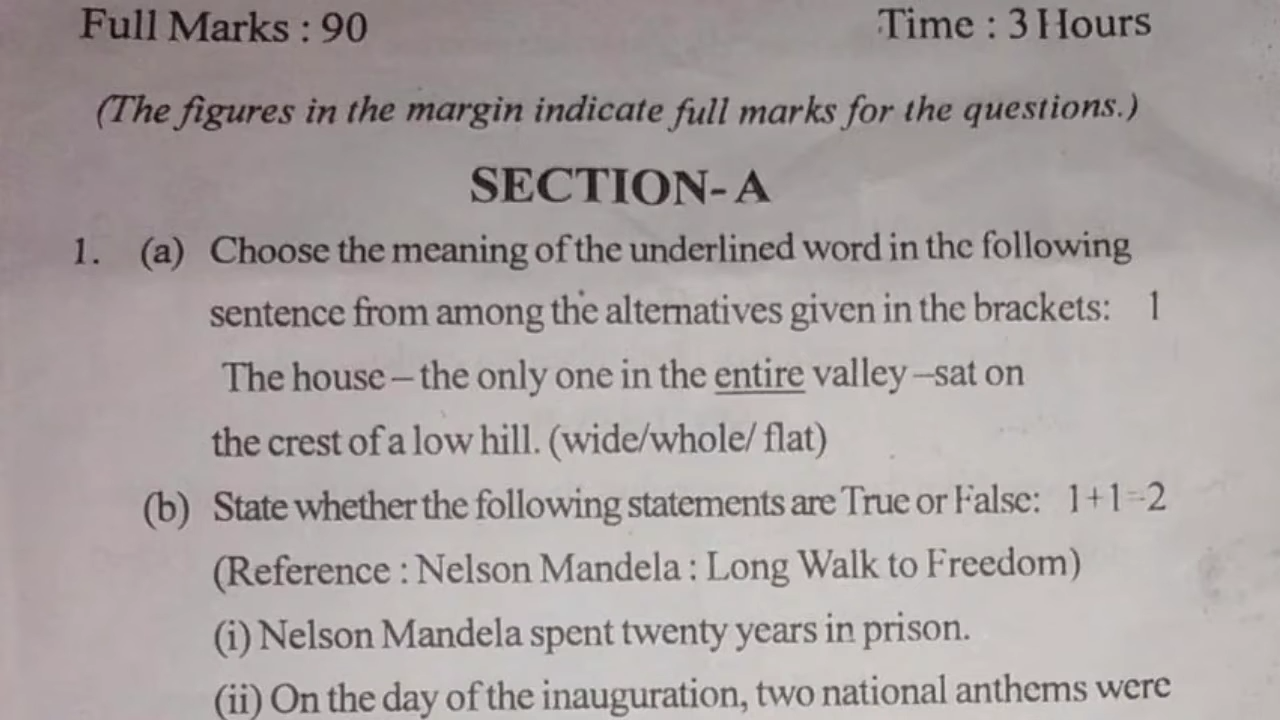 Full Marks : 90 Time : 3 Hours
(The figures in the margin indicate full marks for the questions.)
SECTION- A
1. (a) Choose the meaning of the underlined word in the following
sentence from among the alternatives given in the brackets: 1
The house – the only one in the entire valley –sat on
the crest of a low hill. (wide/whole/ flat)
(b) State whether the following statements are True or False: 1+1=2
(Reference : Nelson Mandela : Long Walk to Freedom)
(i) Nelson Mandela spent twenty years in prison.
(ii) On the day of the inauguration, two national anthems were